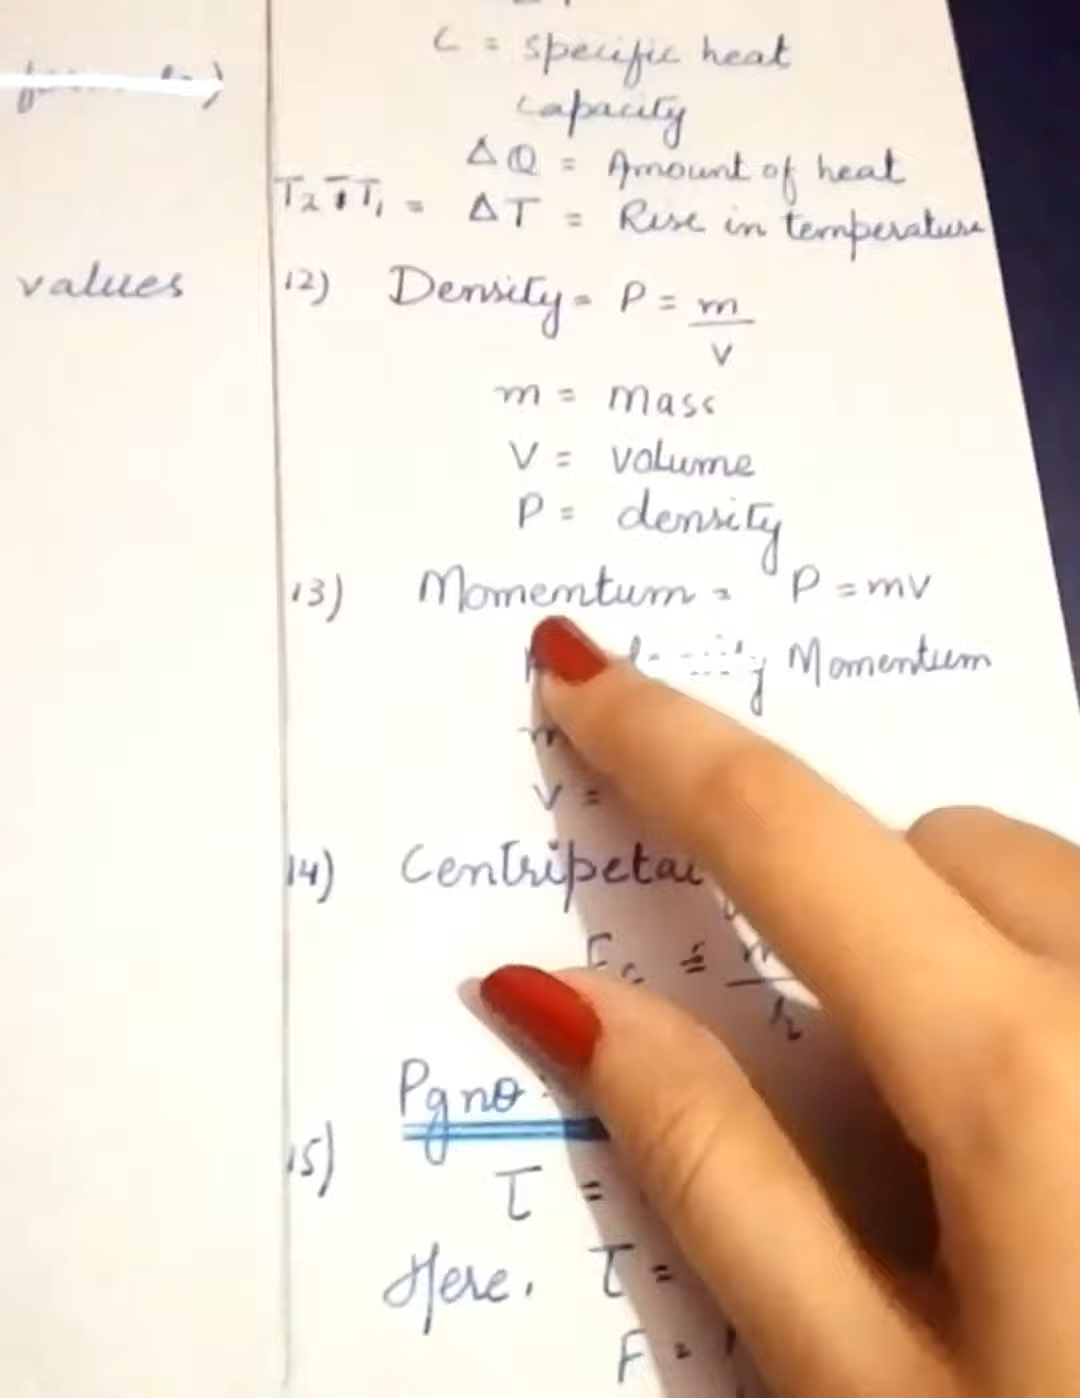 C = specific heat
capacity
ΔQ = Amount of heat
T₂-T₁ = ΔT = Rise in temperature
values
12) Density = P = m
v
m = Mass
V = volume
P = density
13) Momentum = P = mv
Momentum
m
V =
14) Centripetal
Fc = m
r
Pg no
15)
τ =
Here, τ =
F =